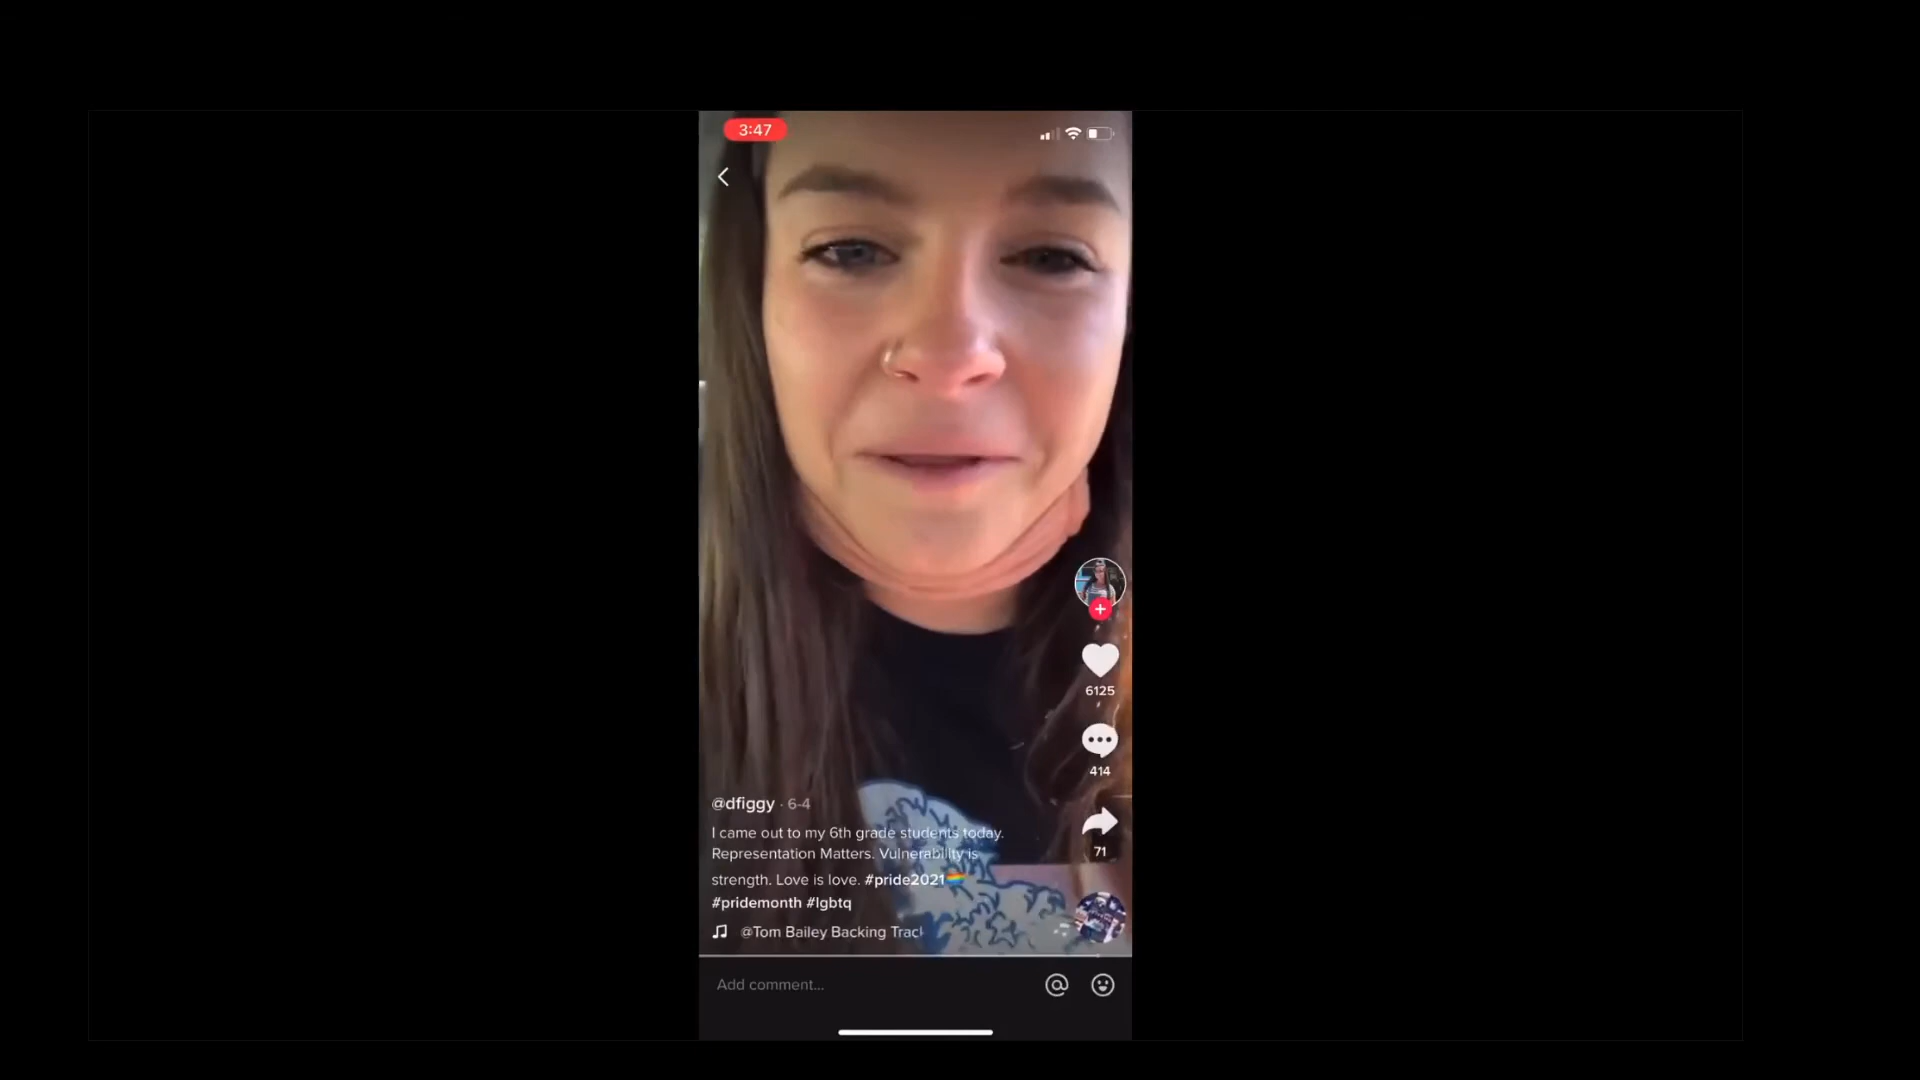 3:47
@dfiggy · 6-4
I came out to my 6th grade students today.
Representation Matters. Vulnerability is
strength. Love is love. #pride2021🏳️‍🌈
#pridemonth #lgbtq
@Tom Bailey Backing Trac
6125
414
71
Add comment...